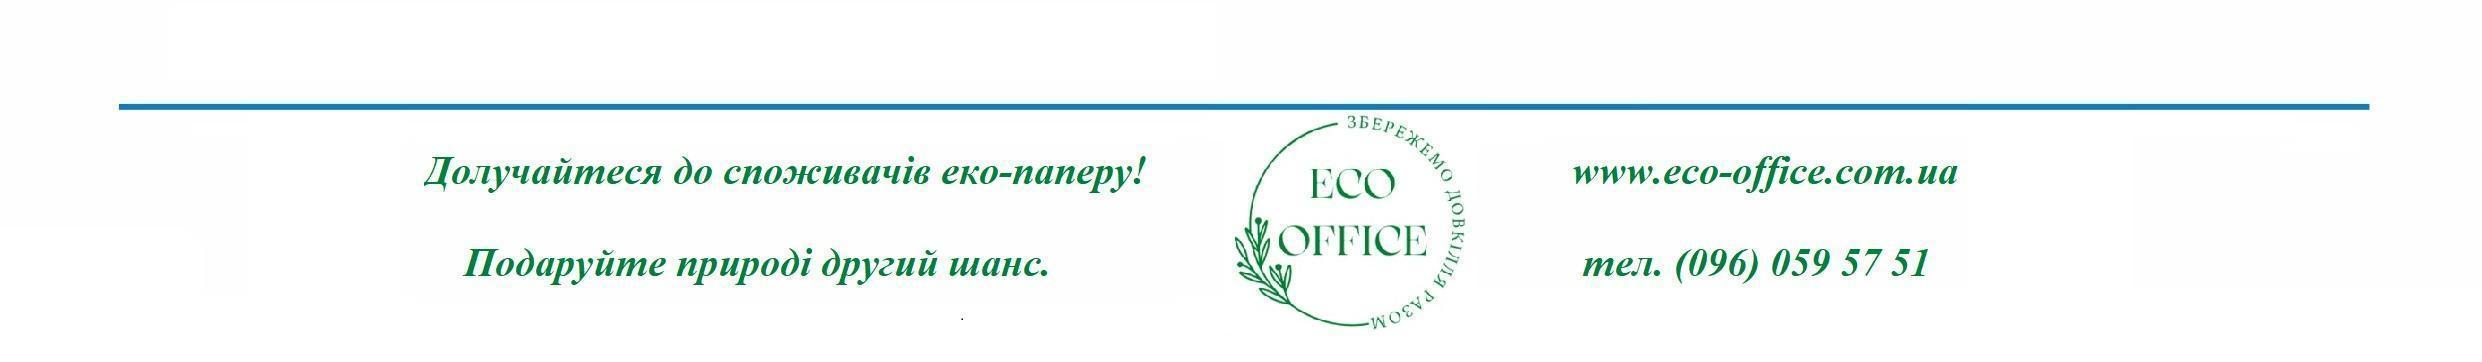 Долучайтеся до споживачів еко-паперу!
Подаруйте природі другий шанс.
ЗБЕРЕЖЕМО ДОВКІЛЛЯ РАЗОМ
ECO
OFFICE
www.eco-office.com.ua
тел. (096) 059 57 51